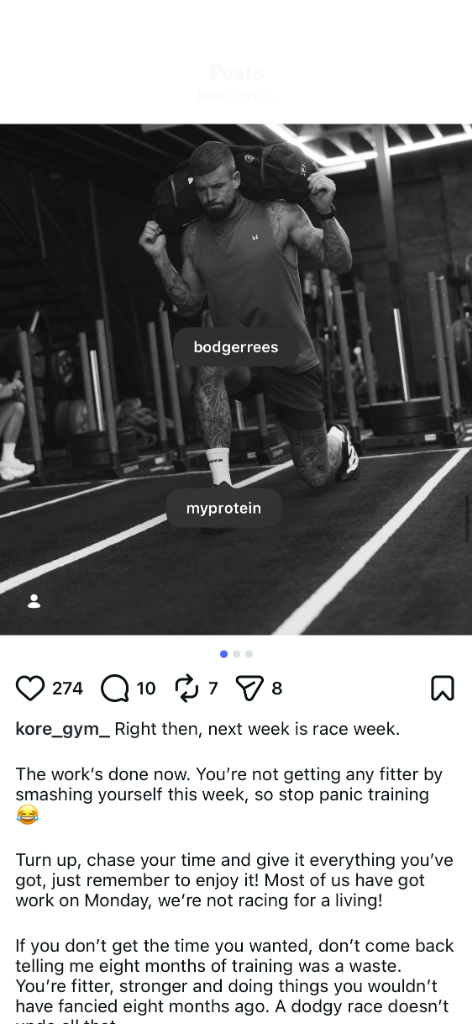 Posts
kore_gym_
bodgerrees
myprotein
274 10 7 8
kore_gym_ Right then, next week is race week.
The work’s done now. You’re not getting any fitter by
smashing yourself this week, so stop panic training
😂
Turn up, chase your time and give it everything you’ve
got, just remember to enjoy it! Most of us have got
work on Monday, we’re not racing for a living!
If you don’t get the time you wanted, don’t come back
telling me eight months of training was a waste.
You’re fitter, stronger and doing things you wouldn’t
have fancied eight months ago. A dodgy race doesn’t
undo all that